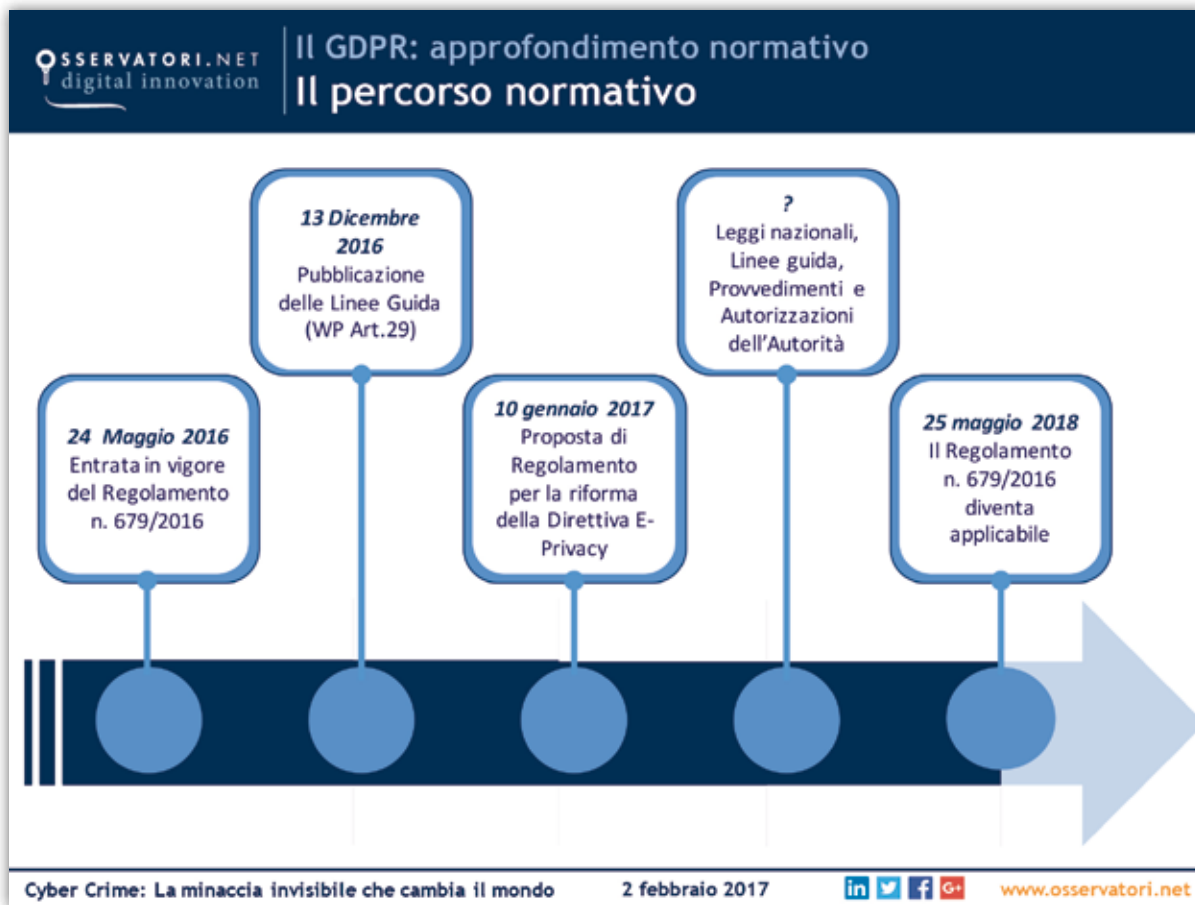 OSSERVATORI.NET
digital innovation
Il GDPR: approfondimento normativo
Il percorso normativo
24 Maggio 2016
Entrata in vigore
del Regolamento
n. 679/2016
13 Dicembre
2016
Pubblicazione
delle Linee Guida
(WP Art.29)
10 gennaio 2017
Proposta di
Regolamento
per la riforma
della Direttiva E-
Privacy
?
Leggi nazionali,
Linee guida,
Provvedimenti e
Autorizzazioni
dell'Autorità
25 maggio 2018
Il Regolamento
n. 679/2016
diventa
applicabile
Cyber Crime: La minaccia invisibile che cambia il mondo
2 febbraio 2017
in f G+
www.osservatori.net